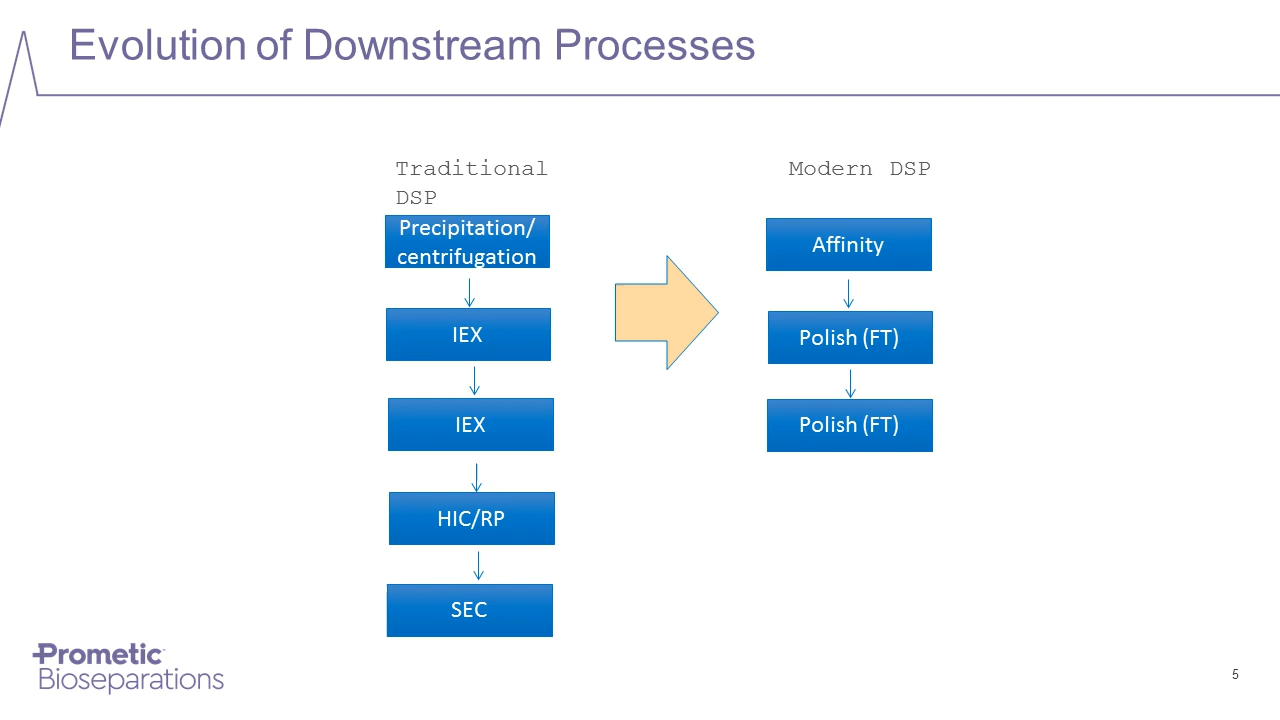 Evolution of Downstream Processes
Traditional
DSP
Precipitation/
centrifugation
IEX
IEX
HIC/RP
SEC
Modern DSP
Affinity
Polish (FT)
Polish (FT)
Prometic
Bioseparations
5